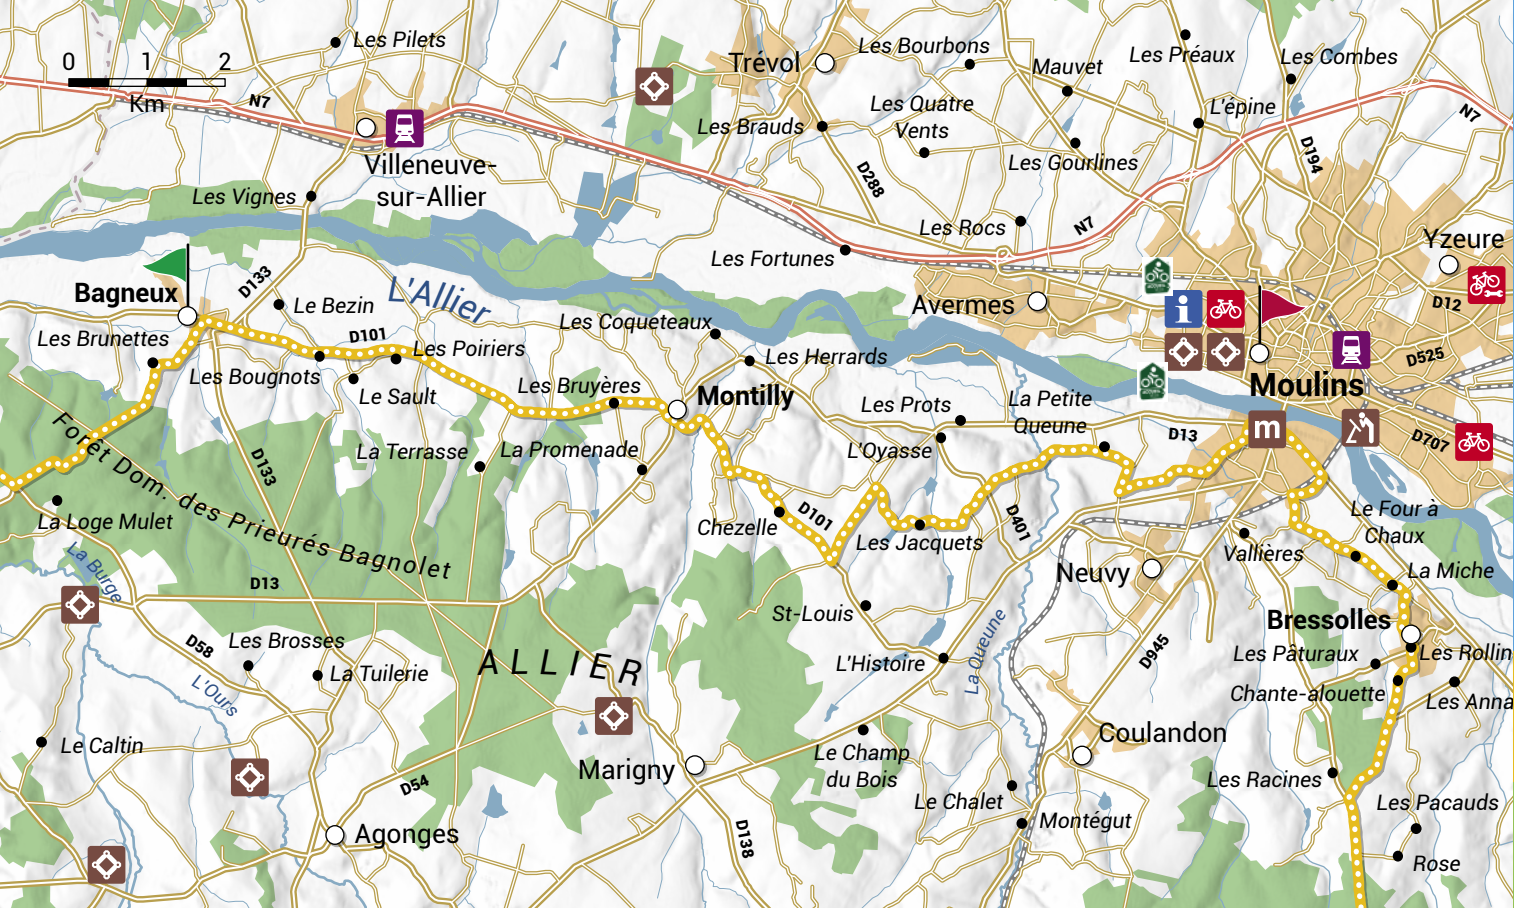 Les Pilets
0 1 2
Km
N7
Trévol
Les Bourbons
Les Préaux
Les Combes
Mauvet
Les Quatre
Vents
L'épine
N7
Les Brauds
Les Gourlines
D194
D288
Villeneuve-
sur-Allier
Les Vignes
Les Rocs
N7
Les Fortunes
Yzeure
Bagneux
D133
Le Bezin
L'Allier
Avermes
i
D12
Les Brunettes
D101
Les Poiriers
Les Coqueteaux
Les Herrards
D525
Les Bougnots
Le Sault
Les Bruyères
Montilly
Moulins
Les Prots
La Petite
Queune
D13
m
D707
Forêt Dom. des Prieurés Bagnolet
D133
La Terrasse
La Promenade
L'Oyasse
La Loge Mulet
Chezelle
D101
Les Jacquets
D401
Le Four à
Chaux
Vallières
La Burge
D13
Neuvy
La Miche
St-Louis
Bressolles
D58
Les Brosses
La Tuilerie
ALLIER
L'Histoire
La Queune
D945
Les Pâturaux
Les Rollin
L'Ours
Chante-alouette
Les Anna
Le Caltin
Marigny
Le Champ
du Bois
Coulandon
Les Racines
D54
Le Chalet
Montégut
Les Pacauds
Agonges
D138
Rose